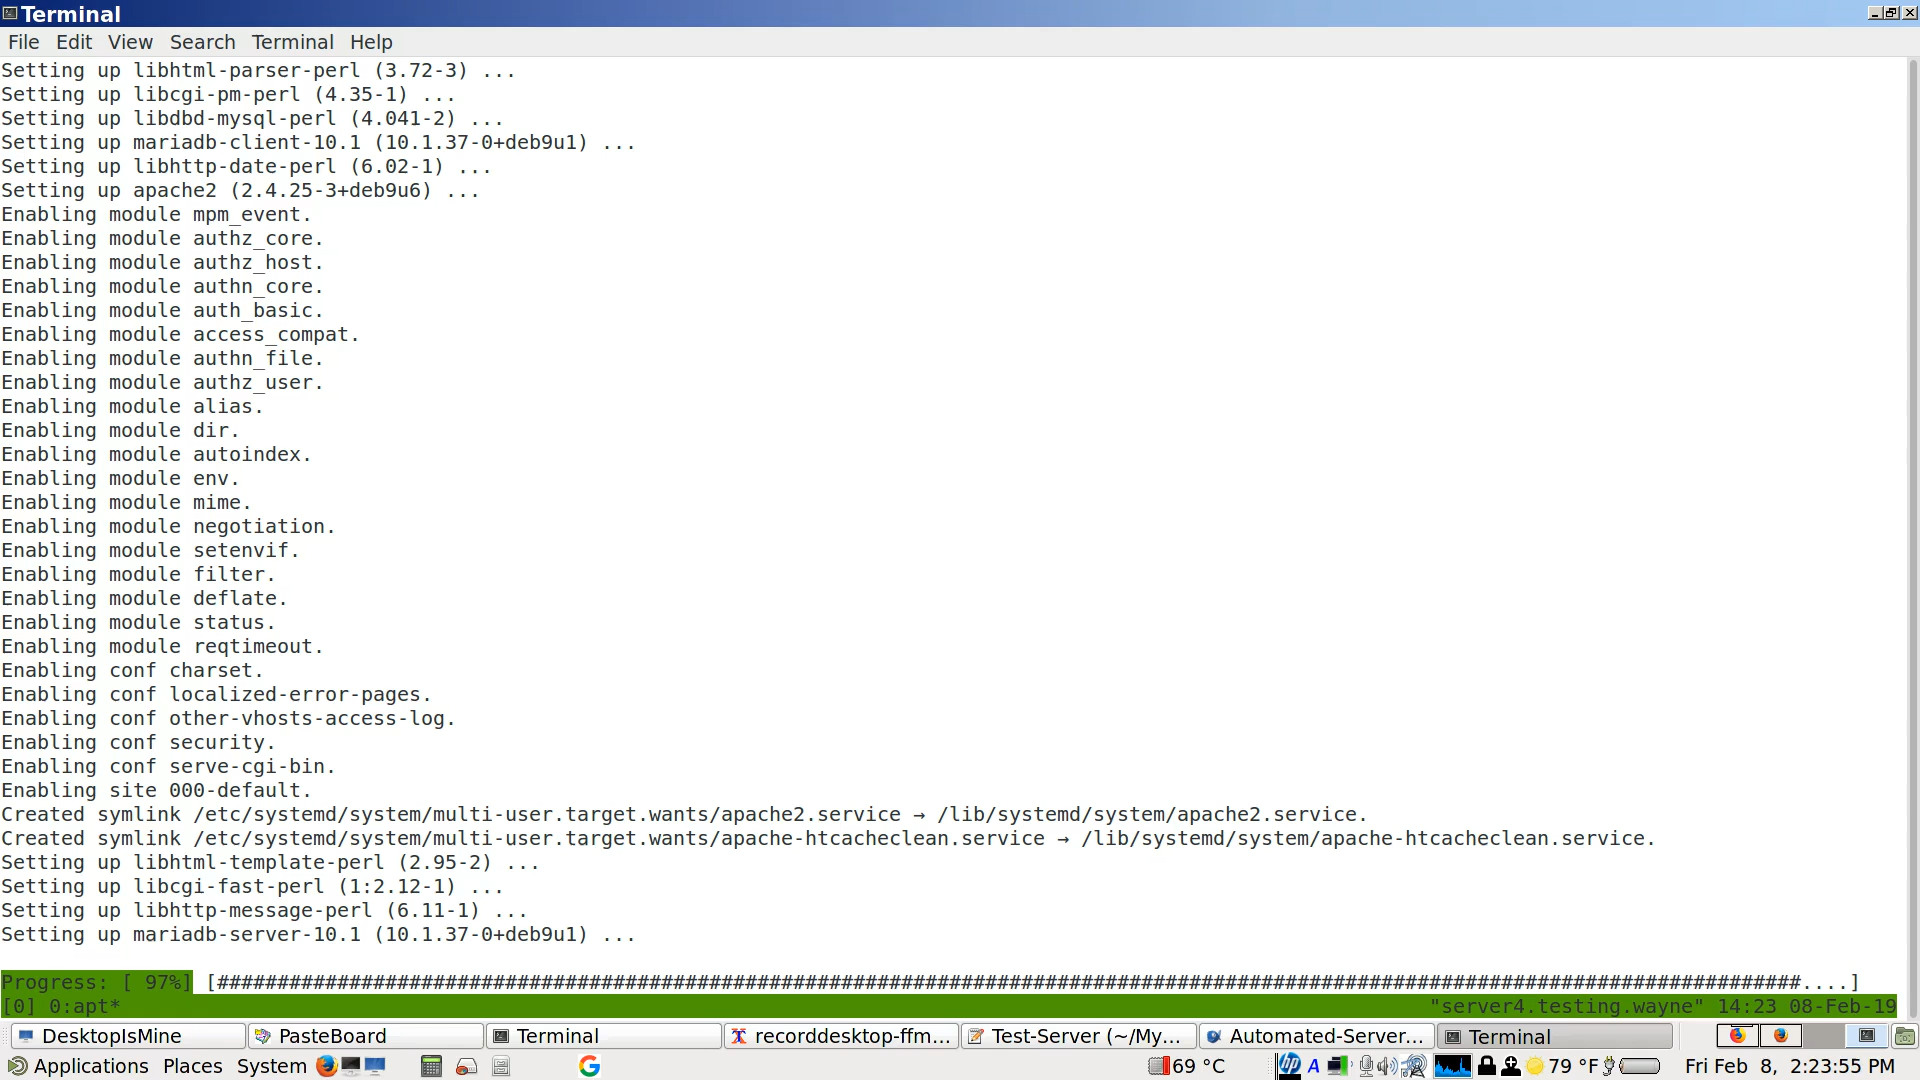 Terminal
File Edit View Search Terminal Help
Setting up libhtml-parser-perl (3.72-3) ...
Setting up libcgi-pm-perl (4.35-1) ...
Setting up libdbd-mysql-perl (4.041-2) ...
Setting up mariadb-client-10.1 (10.1.37-0+deb9u1) ...
Setting up libhttp-date-perl (6.02-1) ...
Setting up apache2 (2.4.25-3+deb9u6) ...
Enabling module mpm_event.
Enabling module authz_core.
Enabling module authz_host.
Enabling module authn_core.
Enabling module auth_basic.
Enabling module access_compat.
Enabling module authn_file.
Enabling module authz_user.
Enabling module alias.
Enabling module dir.
Enabling module autoindex.
Enabling module env.
Enabling module mime.
Enabling module negotiation.
Enabling module setenvif.
Enabling module filter.
Enabling module deflate.
Enabling module status.
Enabling module reqtimeout.
Enabling conf charset.
Enabling conf localized-error-pages.
Enabling conf other-vhosts-access-log.
Enabling conf security.
Enabling conf serve-cgi-bin.
Enabling site 000-default.
Created symlink /etc/systemd/system/multi-user.target.wants/apache2.service → /lib/systemd/system/apache2.service.
Created symlink /etc/systemd/system/multi-user.target.wants/apache-htcacheclean.service → /lib/systemd/system/apache-htcacheclean.service.
Setting up libhtml-template-perl (2.95-2) ...
Setting up libcgi-fast-perl (1:2.12-1) ...
Setting up libhttp-message-perl (6.11-1) ...
Setting up mariadb-server-10.1 (10.1.37-0+deb9u1) ...
Progress: [ 97%] [####################################################################################################################################....]
[0] 0:apt* "server4.testing.wayne" 14:23 08-Feb-19
DesktopIsMine PasteBoard Terminal recorddesktop-ffm... Test-Server (~/My... Automated-Server... Terminal
Applications Places System G 69 °C hp A 79 °F Fri Feb 8, 2:23:55 PM